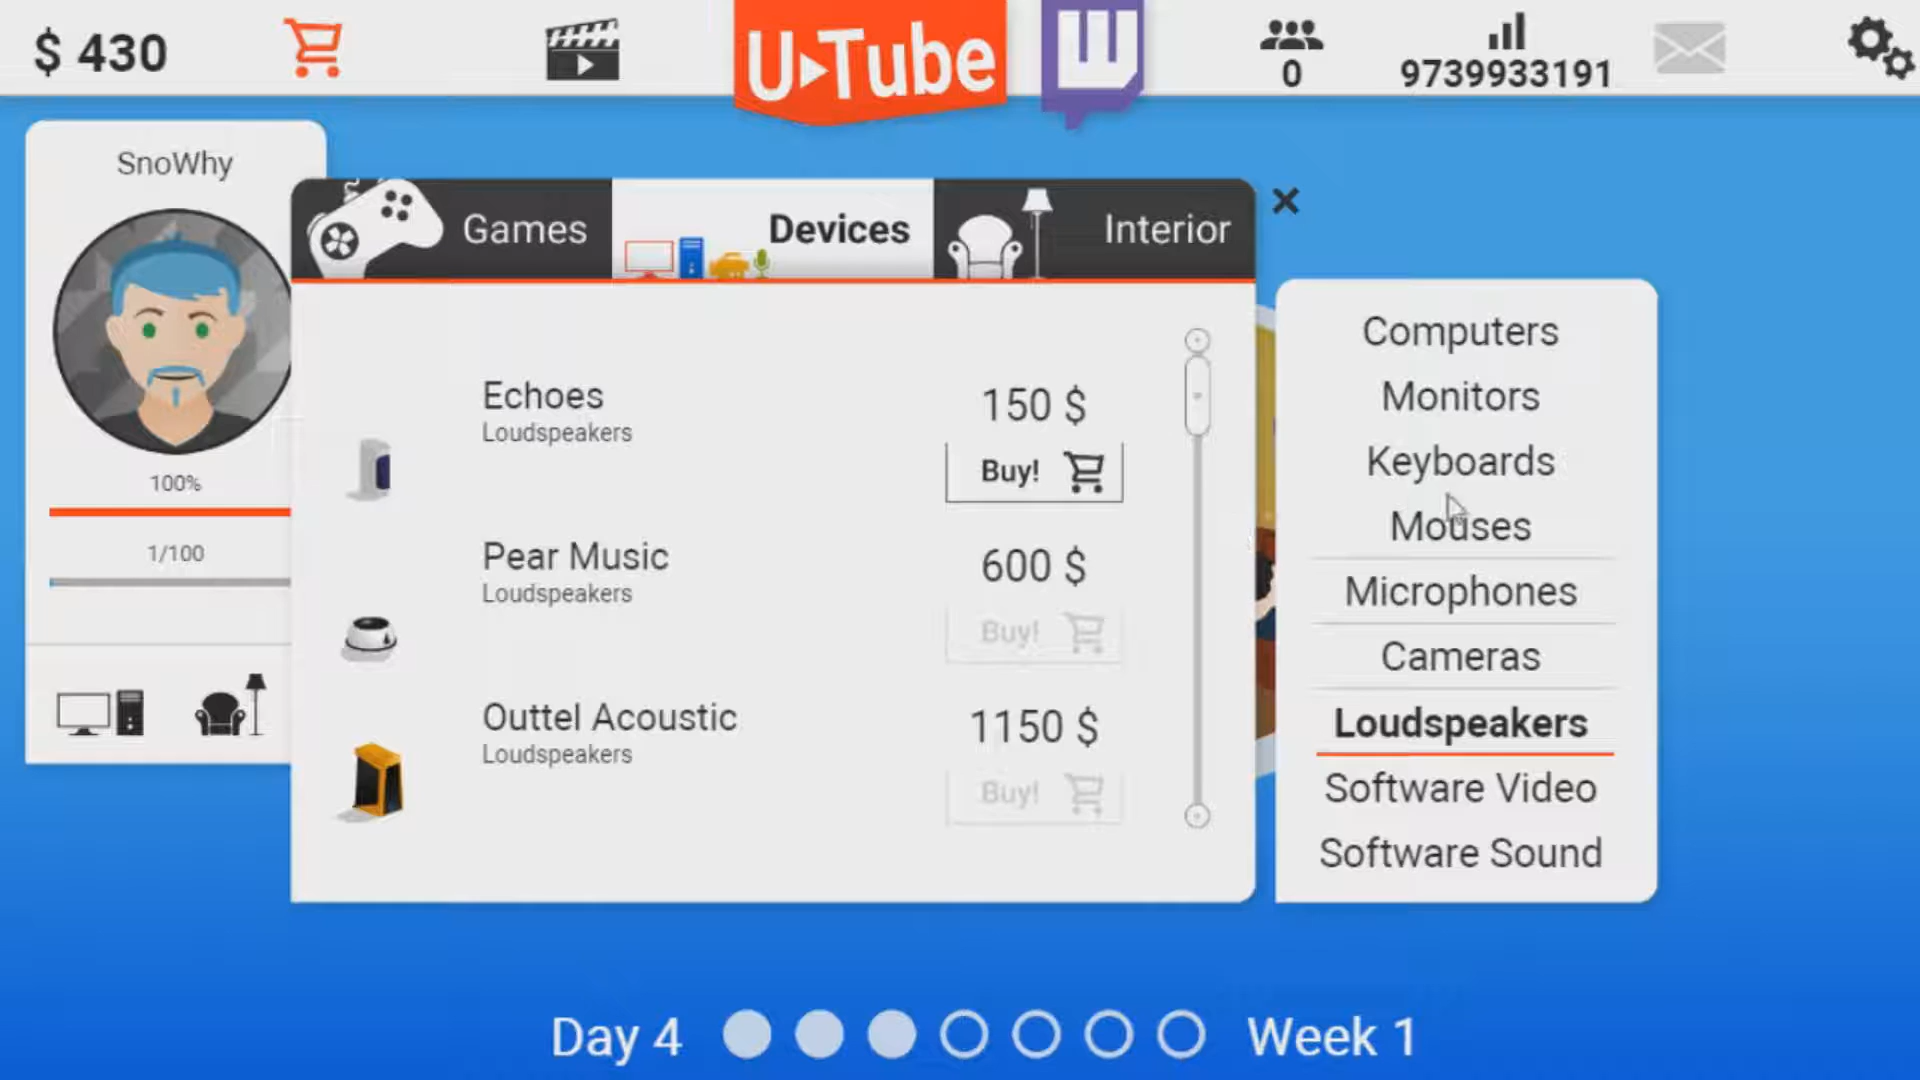 $ 430
U Tube
0
9739933191
SnoWhy
100%
1/100
Games
Devices
Interior
Echoes
Loudspeakers
150 $
Buy!
Pear Music
Loudspeakers
600 $
Buy!
Outtel Acoustic
Loudspeakers
1150 $
Buy!
Computers
Monitors
Keyboards
Mouses
Microphones
Cameras
Loudspeakers
Software Video
Software Sound
Day 4
Week 1